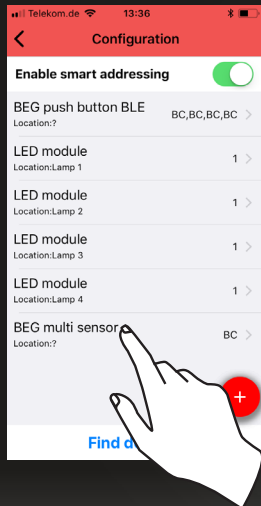 Telekom.de 13:36
Configuration
Enable smart addressing
BEG push button BLE BC,BC,BC,BC
Location:?
LED module 1
Location:Lamp 1
LED module 1
Location:Lamp 2
LED module 1
Location:Lamp 3
LED module 1
Location:Lamp 4
BEG multi sensor BC
Location:?
+
Find